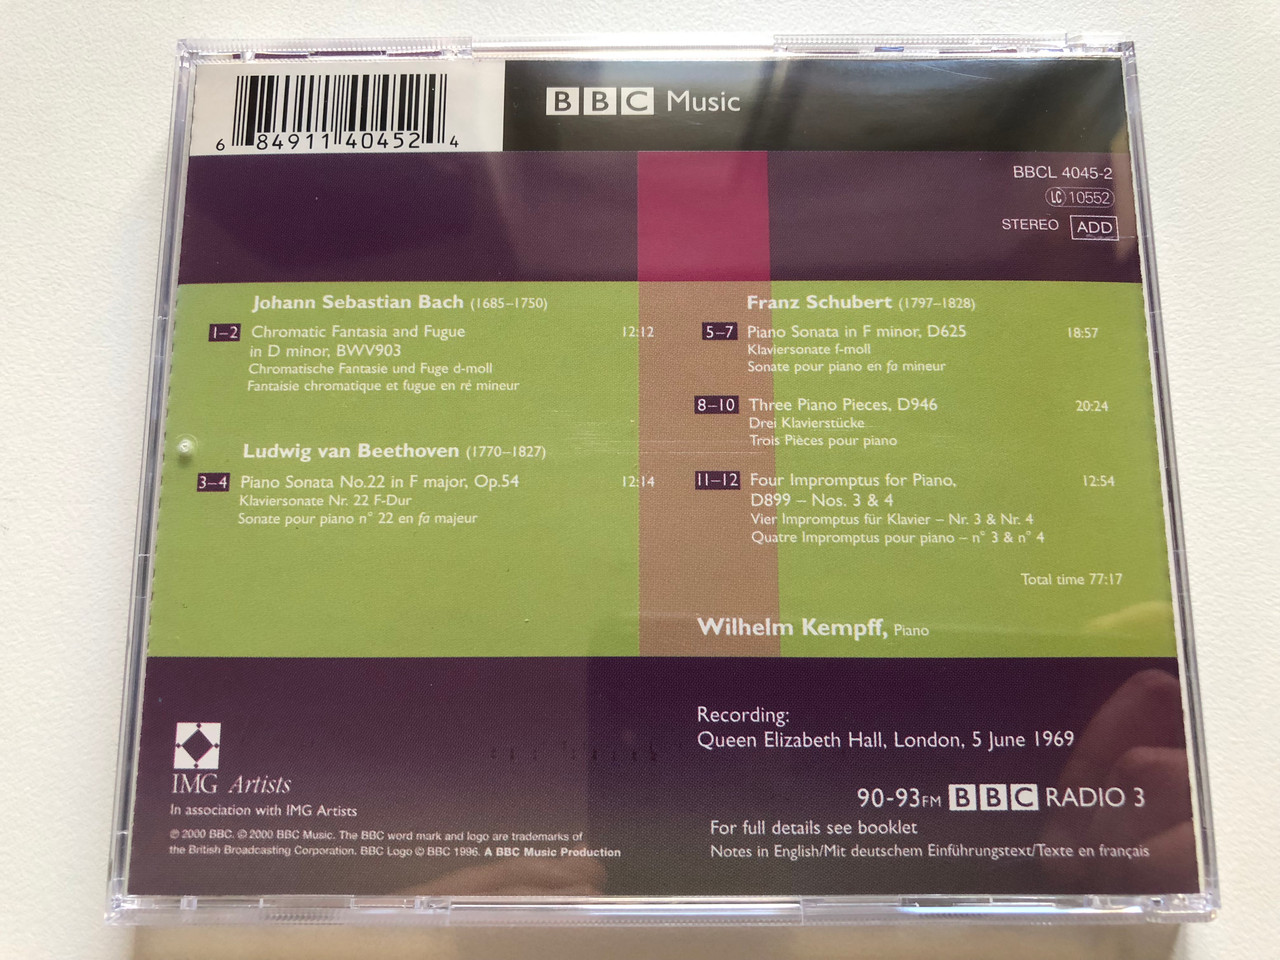 6 84911 40452 4
BBC Music
BBCL 4045-2
LC 10552
STEREO ADD
Johann Sebastian Bach (1685–1750)
1–2 Chromatic Fantasia and Fugue 12:12
in D minor, BWV903
Chromatische Fantasie und Fuge d-moll
Fantaisie chromatique et fugue en ré mineur
Ludwig van Beethoven (1770–1827)
3–4 Piano Sonata No.22 in F major, Op.54 12:14
Klaviersonate Nr. 22 F-Dur
Sonate pour piano n° 22 en fa majeur
Franz Schubert (1797–1828)
5–7 Piano Sonata in F minor, D625 18:57
Klaviersonate f-moll
Sonate pour piano en fa mineur
8–10 Three Piano Pieces, D946 20:24
Drei Klavierstücke
Trois Pièces pour piano
11–12 Four Impromptus for Piano, 12:54
D899 – Nos. 3 & 4
Vier Impromptus für Klavier – Nr. 3 & Nr. 4
Quatre Impromptus pour piano – n° 3 & n° 4
Total time 77:17
Wilhelm Kempff, Piano
Recording:
Queen Elizabeth Hall, London, 5 June 1969
IMG Artists
In association with IMG Artists
℗ 2000 BBC. © 2000 BBC Music. The BBC word mark and logo are trademarks of
the British Broadcasting Corporation. BBC Logo © BBC 1996. A BBC Music Production
90-93FM BBC RADIO 3
For full details see booklet
Notes in English/Mit deutschem Einführungstext/Texte en français